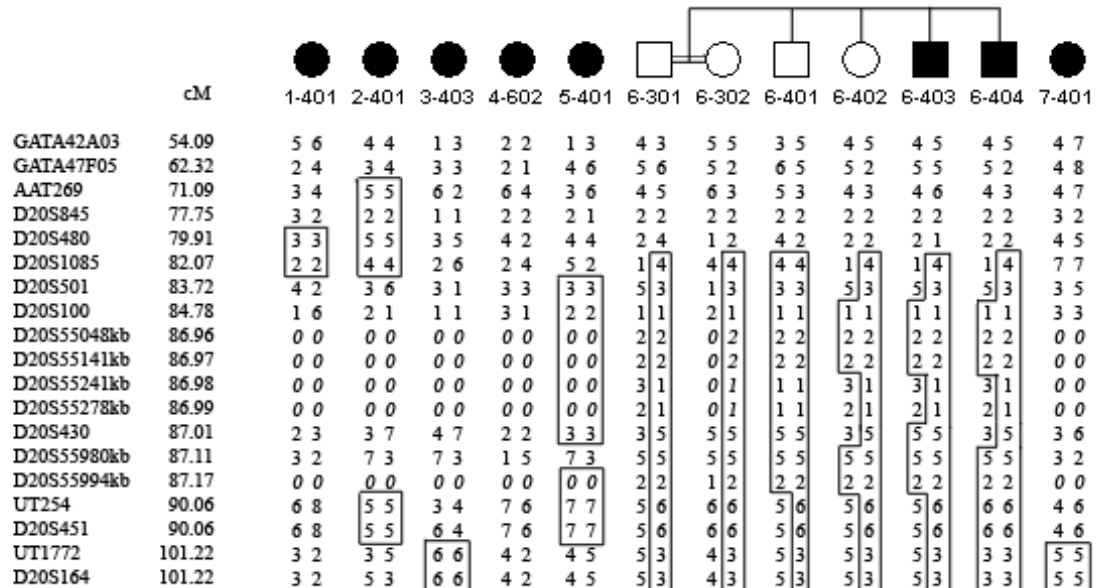 cM 1-401 2-401 3-403 4-602 5-401 6-301 6-302 6-401 6-402 6-403 6-404 7-401
GATA42A03 54.09 5 6 4 4 1 3 2 2 1 3 4 3 5 5 3 5 4 5 4 5 4 5 4 7
GATA47F05 62.32 2 4 3 4 3 3 2 1 4 6 5 6 5 2 6 5 5 2 5 5 5 2 4 8
AAT269 71.09 3 4 5 5 6 2 6 4 3 6 4 5 6 3 5 3 4 3 4 6 4 3 4 7
D20S845 77.75 3 2 2 2 1 1 2 2 2 1 2 2 2 2 2 2 2 2 2 2 2 2 3 2
D20S480 79.91 3 3 5 5 3 5 4 2 4 4 2 4 1 2 4 2 2 2 2 1 2 2 4 5
D20S1085 82.07 2 2 4 4 2 6 2 4 5 2 1 4 4 4 4 4 1 4 1 4 1 4 7 7
D20S501 83.72 4 2 3 6 3 1 3 3 3 3 5 3 1 3 3 3 5 3 5 3 5 3 3 5
D20S100 84.78 1 6 2 1 1 1 3 1 2 2 1 1 2 1 1 1 1 1 1 1 1 1 3 3
D20S55048kb 86.96 0 0 0 0 0 0 0 0 0 0 2 2 0 2 2 2 2 2 2 2 2 2 0 0
D20S55141kb 86.97 0 0 0 0 0 0 0 0 0 0 2 2 0 2 2 2 2 2 2 2 2 2 0 0
D20S55241kb 86.98 0 0 0 0 0 0 0 0 0 0 3 1 0 1 1 1 3 1 3 1 3 1 0 0
D20S55278kb 86.99 0 0 0 0 0 0 0 0 0 0 2 1 0 1 1 1 2 1 2 1 2 1 0 0
D20S430 87.01 2 3 3 7 4 7 2 2 3 3 3 5 5 5 5 5 3 5 5 5 3 5 3 6
D20S55980kb 87.11 3 2 7 3 7 3 1 5 7 3 5 5 5 5 5 5 5 5 5 5 5 5 3 2
D20S55994kb 87.17 0 0 0 0 0 0 0 0 0 0 2 2 1 2 2 2 2 2 2 2 2 2 0 0
UT254 90.06 6 8 5 5 3 4 7 6 7 7 5 6 6 6 5 6 5 6 5 6 6 6 4 6
D20S451 90.06 6 8 5 5 6 4 7 6 7 7 5 6 6 6 5 6 5 6 5 6 6 6 4 6
UT1772 101.22 3 2 3 5 6 6 4 2 4 5 5 3 4 3 5 3 5 3 5 3 3 3 5 5
D20S164 101.22 3 2 5 3 6 6 4 2 4 5 5 3 4 3 5 3 5 3 5 3 3 3 5 5